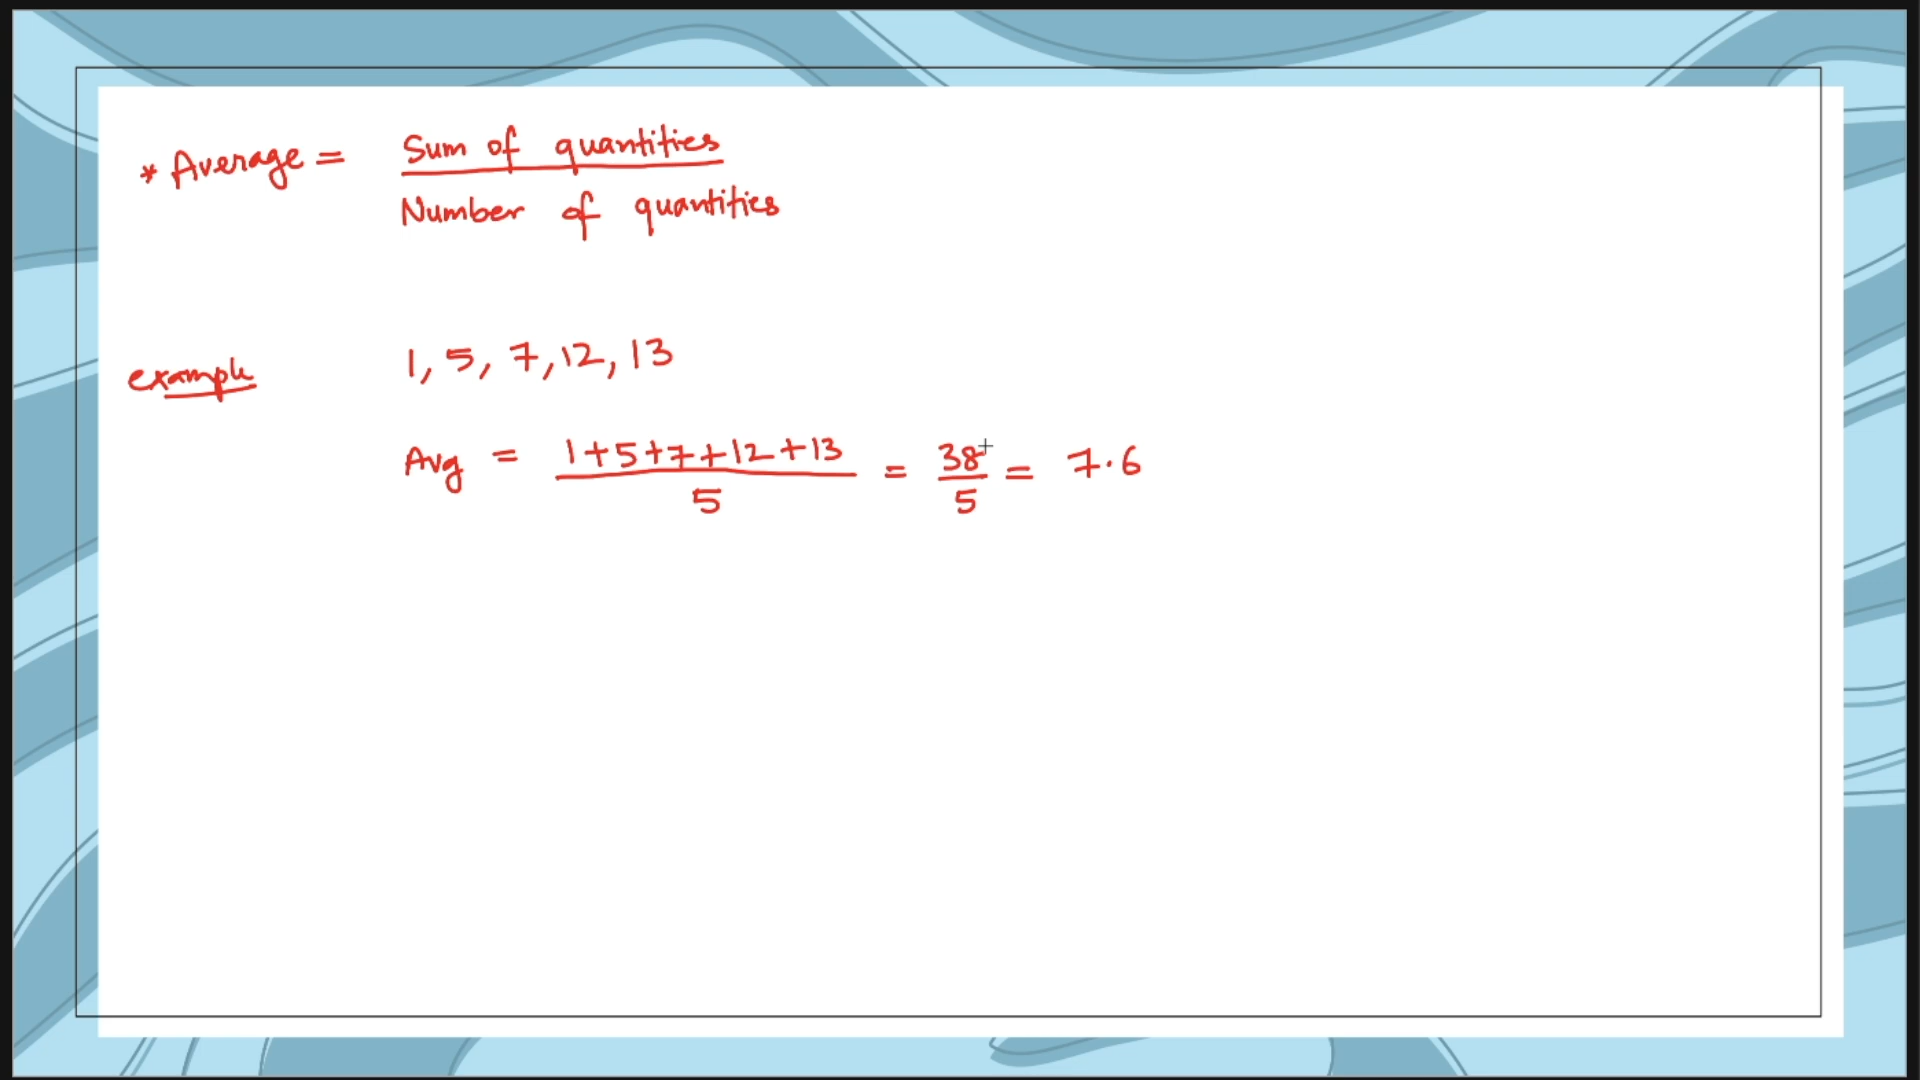 * Average = Sum of quantities
Number of quantities
example 1, 5, 7, 12, 13
Avg = 1+5+7+12+13 / 5 = 38 / 5 = 7.6